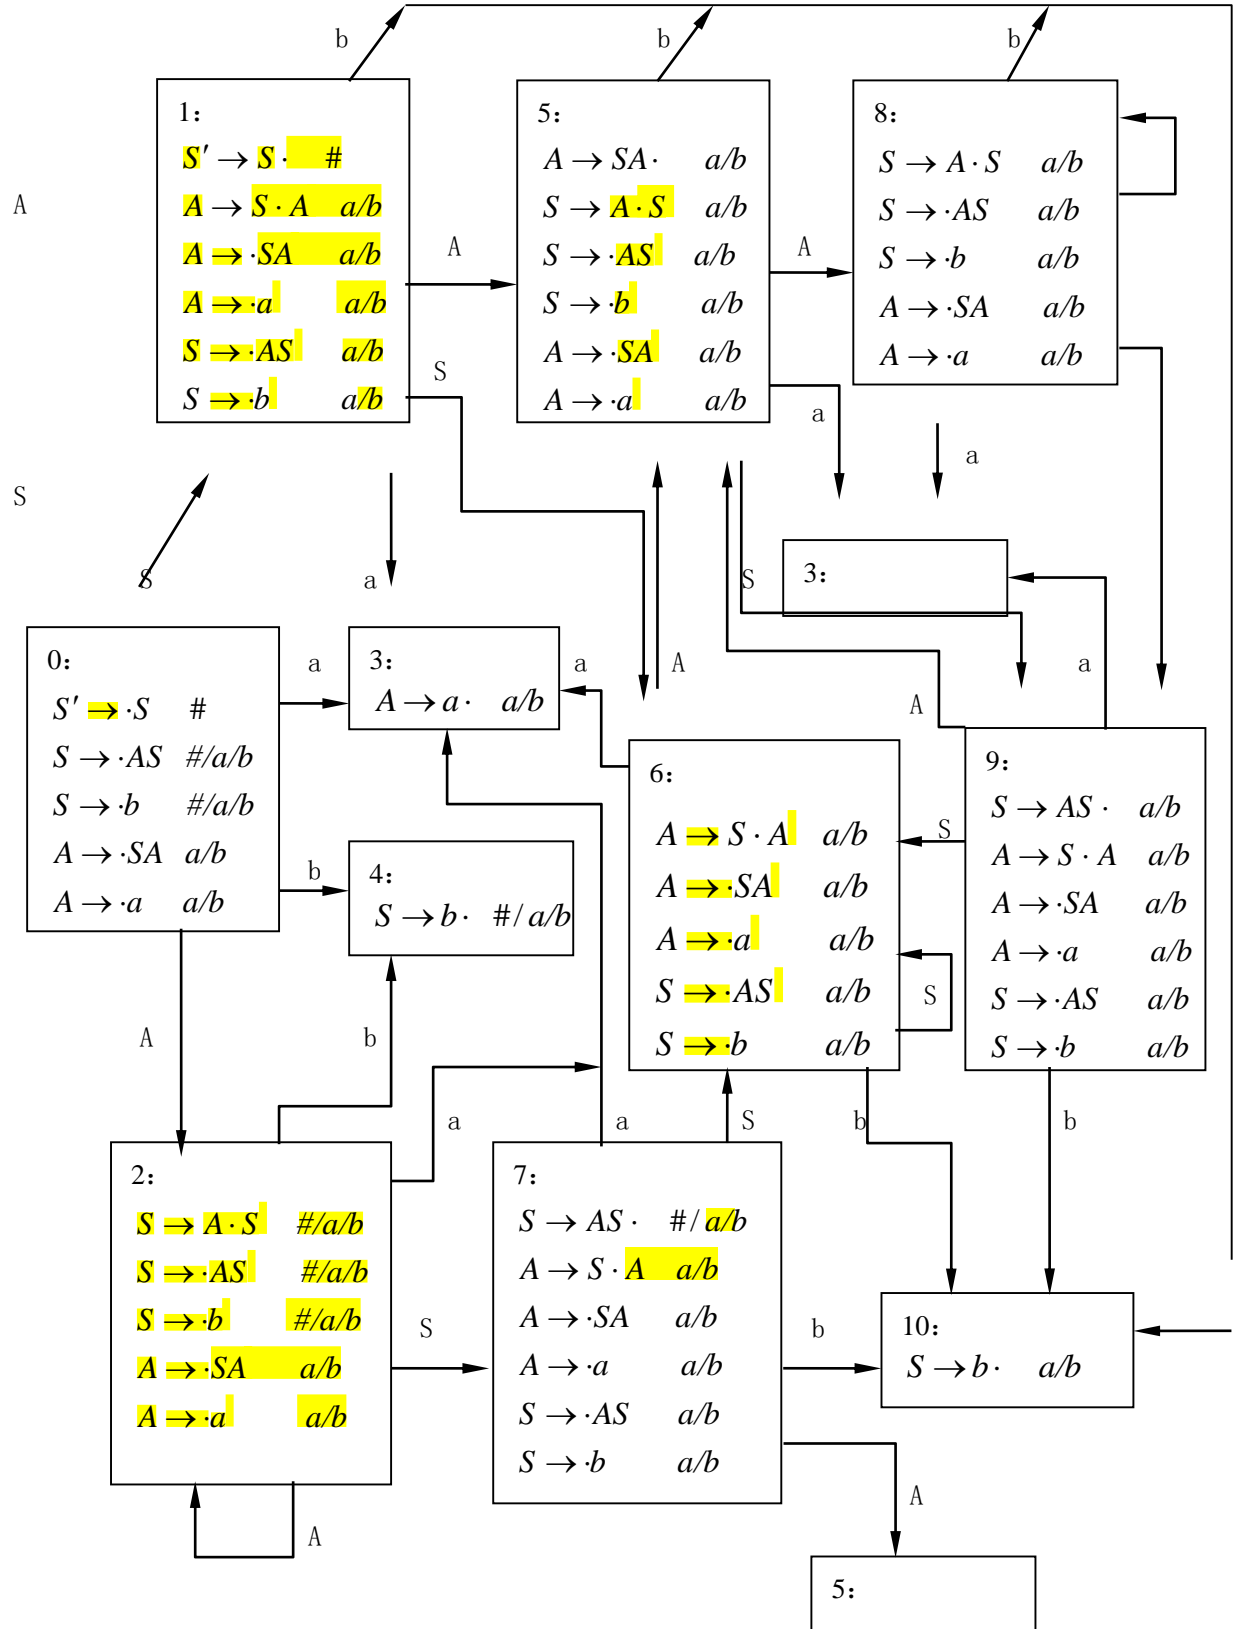 b
b
b
1:
S′ → S · #
A → S · A a/b
A → · SA a/b
A → · a a/b
S → · AS a/b
S → · b a/b
5:
A → SA · a/b
S → A · S
S → · AS a/b
S → · b a/b
A → · SA a/b
A → · a a/b
8:
S → A · S a/b
S → · AS a/b
S → · b a/b
A → · SA a/b
A → · a a/b
A
A
A
S
a
a
S
S
a
S
3:
a
0:
S′ → · S #
S → · AS #/a/b
S → · b #/a/b
A → · SA a/b
A → · a a/b
a
3:
A → a · a/b
a
A
A
6:
A → S · A a/b
A → · SA a/b
A → · a a/b
S → · AS a/b
S → · b a/b
S
S
9:
S → AS · a/b
A → S · A a/b
A → · SA a/b
A → · a a/b
S → · AS a/b
S → · b a/b
b
4:
S → b · #/a/b
A
b
a
a
S
b
b
2:
S → A · S #/a/b
S → · AS #/a/b
S → · b #/a/b
A → · SA a/b
A → · a a/b
S
7:
S → AS · #/a/b
A → S · A a/b
A → · SA a/b
A → · a a/b
S → · AS a/b
S → · b a/b
b
10:
S → b · a/b
A
A
5: